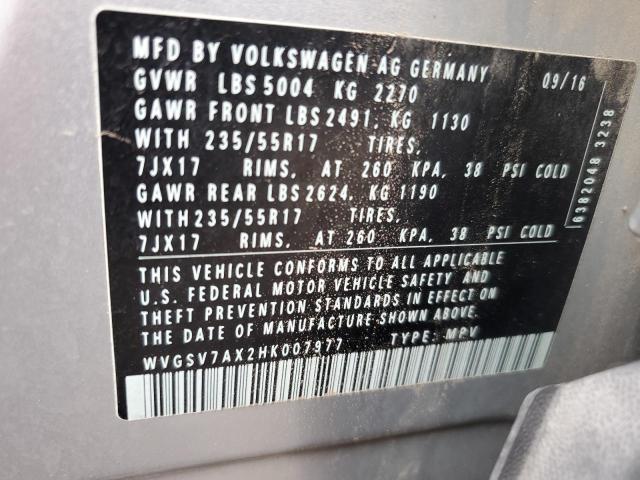 MFD BY VOLKSWAGEN AG GERMANY 09/16
GVWR LBS 5004 KG 2270
GAWR FRONT LBS 2491, KG 1130
WITH 235/55R17 TIRES,
7JX17 RIMS, AT 260 KPA, 38 PSI COLD
GAWR REAR LBS 2624, KG 1190
WITH 235/55R17 TIRES,
7JX17 RIMS, AT 260 KPA, 38 PSI COLD
THIS VEHICLE CONFORMS TO ALL APPLICABLE
U.S. FEDERAL MOTOR VEHICLE SAFETY AND
THEFT PREVENTION STANDARDS IN EFFECT ON
THE DATE OF MANUFACTURE SHOWN ABOVE.
WVGSV7AX2HK007977 TYPE: MPV
6382048 3238